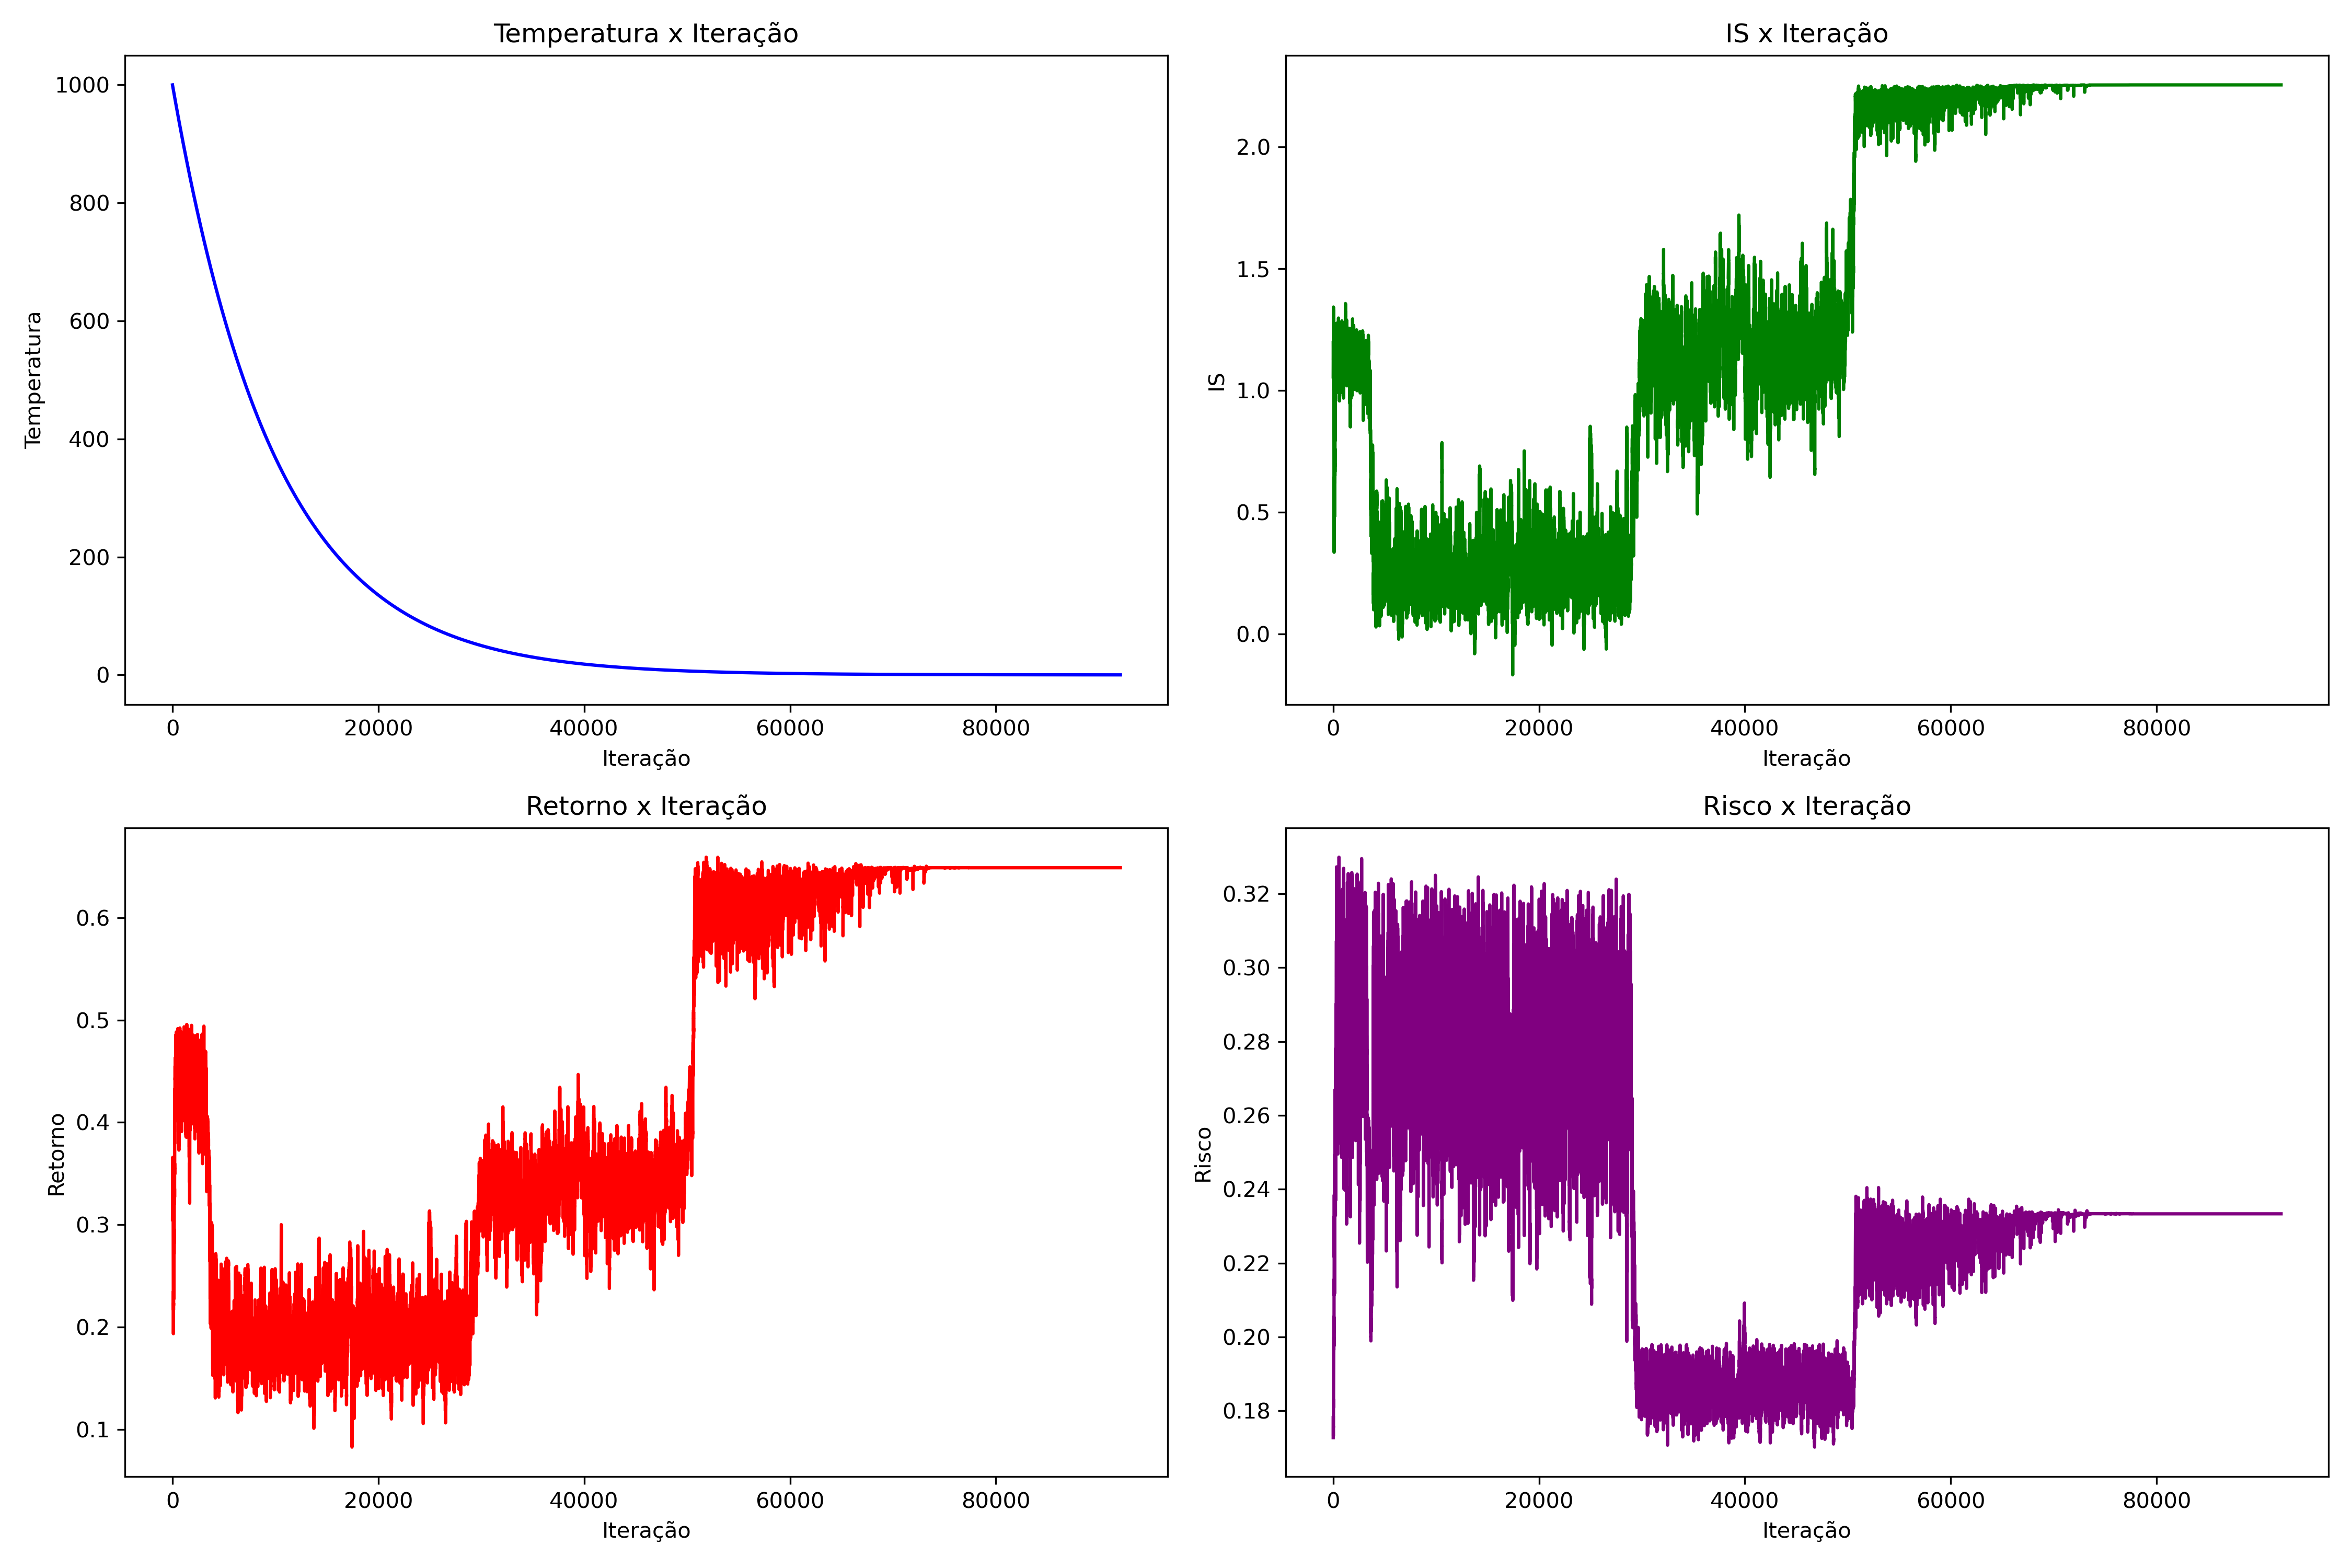 Temperatura x Iteração
Temperatura
1000
800
600
400
200
0
0 20000 40000 60000 80000
Iteração
IS x Iteração
IS
2.0
1.5
1.0
0.5
0.0
0 20000 40000 60000 80000
Iteração
Retorno x Iteração
Retorno
0.6
0.5
0.4
0.3
0.2
0.1
0 20000 40000 60000 80000
Iteração
Risco x Iteração
Risco
0.32
0.30
0.28
0.26
0.24
0.22
0.20
0.18
0 20000 40000 60000 80000
Iteração